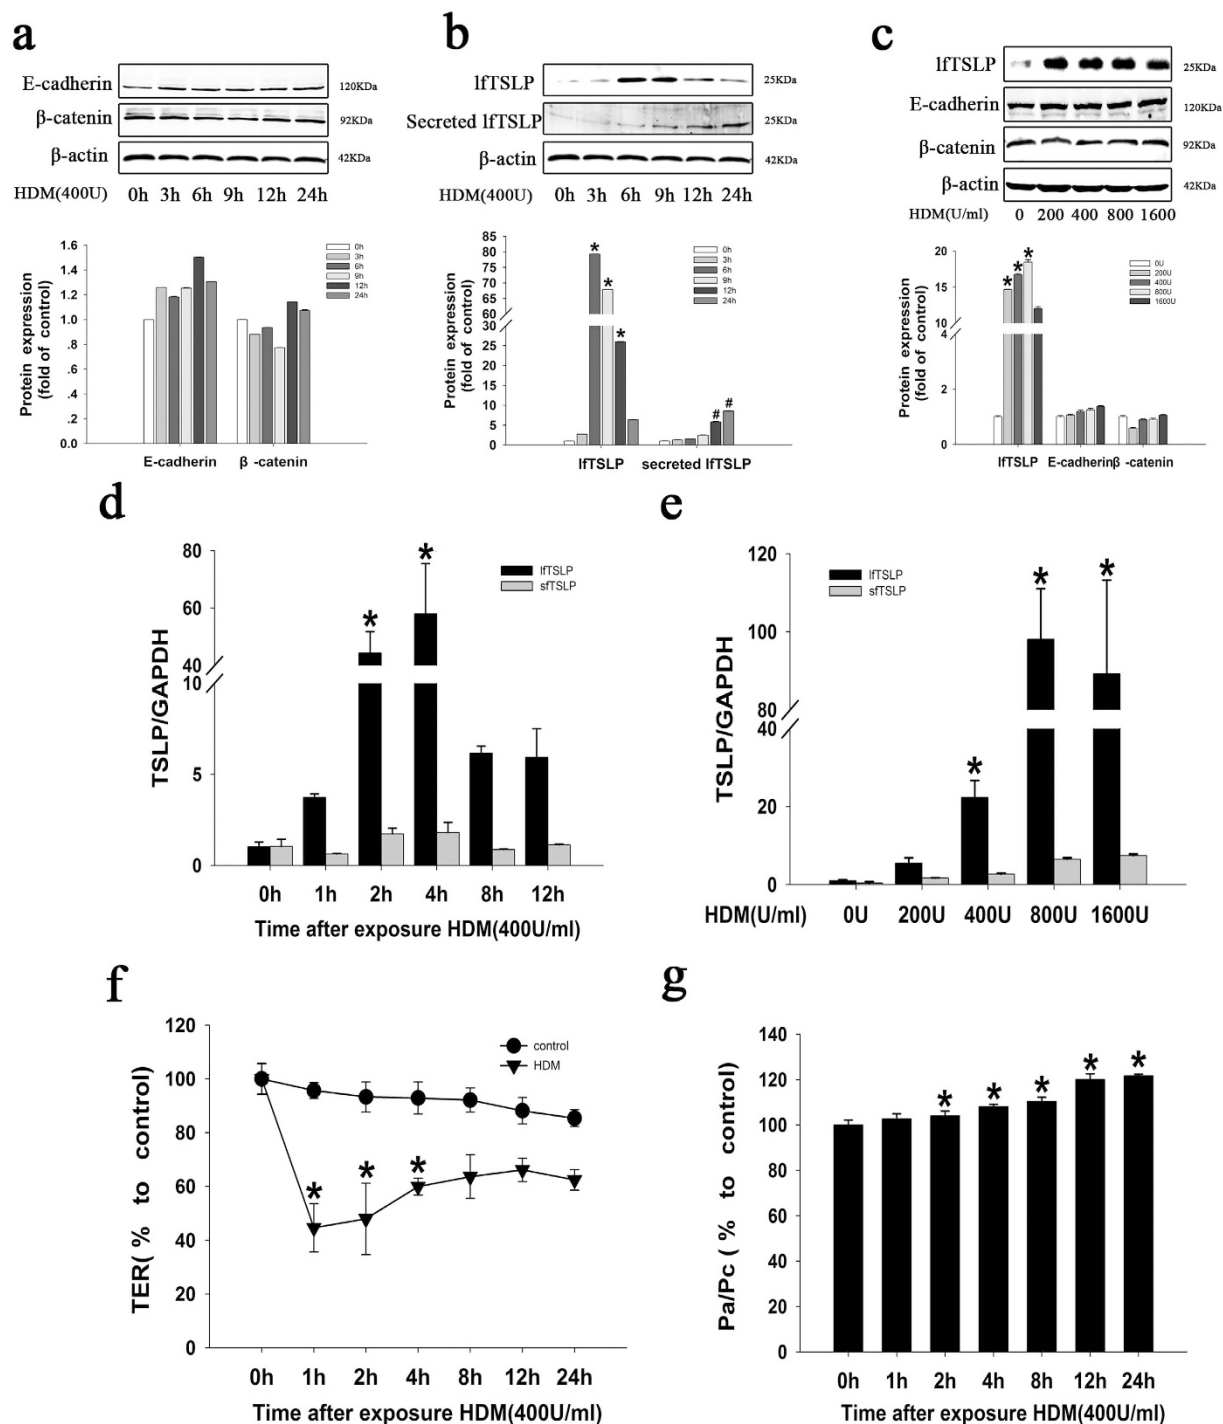 a
E-cadherin 120KDa
β-catenin 92KDa
β-actin 42KDa
HDM(400U) 0h 3h 6h 9h 12h 24h
Protein expression
(fold of control)
1.6
1.4
1.2
1.0
.8
.6
.4
.2
0.0
0h
3h
6h
9h
12h
24h
E-cadherin β -catenin
b
lfTSLP 25KDa
Secreted lfTSLP 25KDa
β-actin 42KDa
HDM(400U) 0h 3h 6h 9h 12h 24h
Protein expression
(fold of control)
85
80
75
70
65
60
30
25
20
15
10
5
0
0h
3h
6h
9h
12h
24h
* * * # #
lfTSLP secreted lfTSLP
c
lfTSLP 25KDa
E-cadherin 120KDa
β-catenin 92KDa
β-actin 42KDa
HDM(U/ml) 0 200 400 800 1600
Protein expression
(fold of control)
20
15
10
4
2
0
0U
200U
400U
800U
1600U
* * *
lfTSLP E-cadherin β -catenin
d
TSLP/GAPDH
80
60
40
10
5
0
lfTSLP
sfTSLP
* *
0h 1h 2h 4h 8h 12h
Time after exposure HDM(400U/ml)
e
TSLP/GAPDH
120
100
80
40
20
0
lfTSLP
sfTSLP
* * *
HDM(U/ml) 0U 200U 400U 800U 1600U
f
TER( % to control)
120
100
80
60
40
20
0
control
HDM
* * *
0h 1h 2h 4h 8h 12h 24h
Time after exposure HDM(400U/ml)
g
Pa/Pc ( % to control)
140
120
100
80
60
40
20
0
* * * * *
0h 1h 2h 4h 8h 12h 24h
Time after exposure HDM(400U/ml)